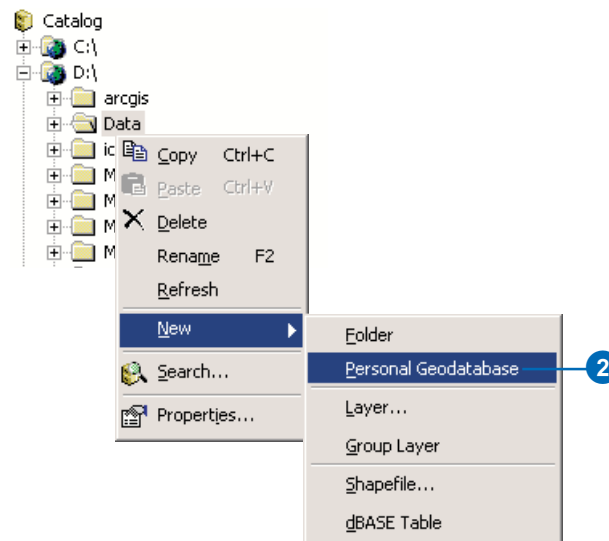 Catalog
C:\
D:\
arcgis
Data
ic
M
M
M
M
Copy Ctrl+C
Paste Ctrl+V
Delete
Rename F2
Refresh
New
Search...
Properties...
Folder
Personal Geodatabase
2
Layer...
Group Layer
Shapefile...
dBASE Table